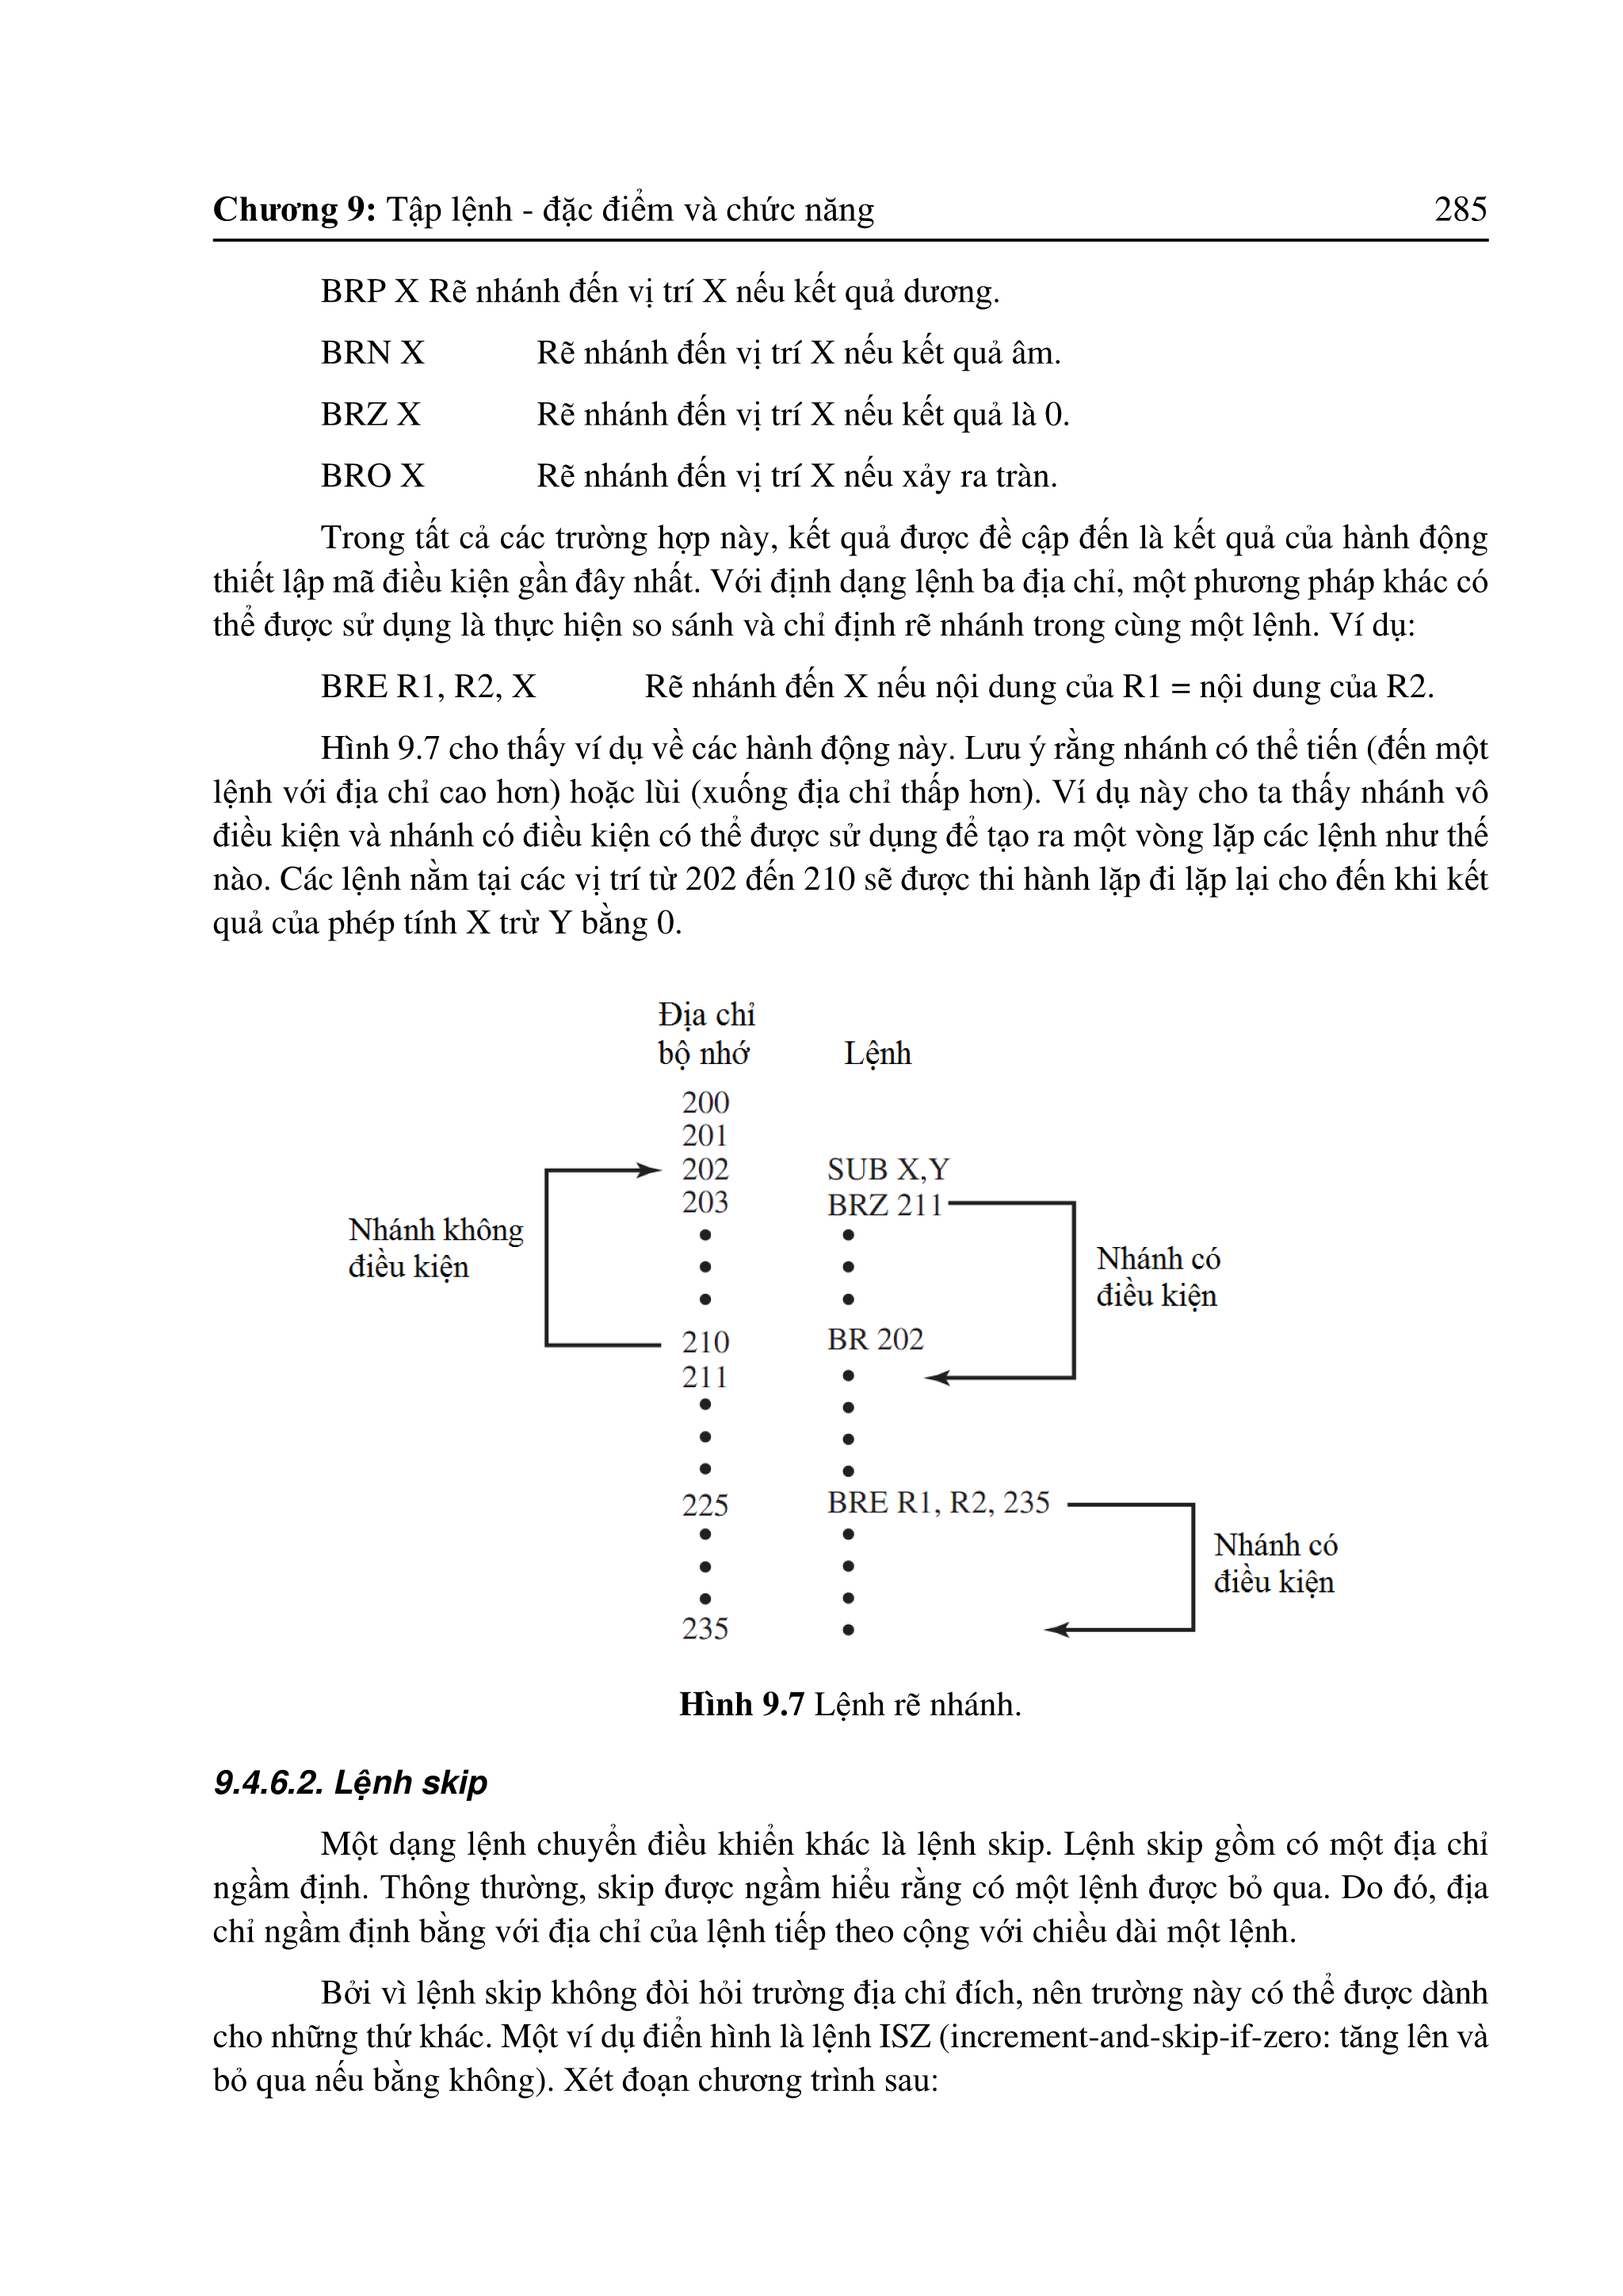 Chương 9: Tập lệnh - đặc điểm và chức năng 285
BRP X Rẽ nhánh đến vị trí X nếu kết quả dương.
BRN X Rẽ nhánh đến vị trí X nếu kết quả âm.
BRZ X Rẽ nhánh đến vị trí X nếu kết quả là 0.
BRO X Rẽ nhánh đến vị trí X nếu xảy ra tràn.
Trong tất cả các trường hợp này, kết quả được đề cập đến là kết quả của hành động
thiết lập mã điều kiện gần đây nhất. Với định dạng lệnh ba địa chỉ, một phương pháp khác có
thể được sử dụng là thực hiện so sánh và chỉ định rẽ nhánh trong cùng một lệnh. Ví dụ:
BRE R1, R2, X Rẽ nhánh đến X nếu nội dung của R1 = nội dung của R2.
Hình 9.7 cho thấy ví dụ về các hành động này. Lưu ý rằng nhánh có thể tiến (đến một
lệnh với địa chỉ cao hơn) hoặc lùi (xuống địa chỉ thấp hơn). Ví dụ này cho ta thấy nhánh vô
điều kiện và nhánh có điều kiện có thể được sử dụng để tạo ra một vòng lặp các lệnh như thế
nào. Các lệnh nằm tại các vị trí từ 202 đến 210 sẽ được thi hành lặp đi lặp lại cho đến khi kết
quả của phép tính X trừ Y bằng 0.
Địa chỉ
bộ nhớ Lệnh
200
201
202 SUB X,Y
203 BRZ 211
Nhánh không
điều kiện
Nhánh có
điều kiện
210 BR 202
211
225 BRE R1, R2, 235
Nhánh có
điều kiện
235
Hình 9.7 Lệnh rẽ nhánh.
9.4.6.2. Lệnh skip
Một dạng lệnh chuyển điều khiển khác là lệnh skip. Lệnh skip gồm có một địa chỉ
ngầm định. Thông thường, skip được ngầm hiểu rằng có một lệnh được bỏ qua. Do đó, địa
chỉ ngầm định bằng với địa chỉ của lệnh tiếp theo cộng với chiều dài một lệnh.
Bởi vì lệnh skip không đòi hỏi trường địa chỉ đích, nên trường này có thể được dành
cho những thứ khác. Một ví dụ điển hình là lệnh ISZ (increment-and-skip-if-zero: tăng lên và
bỏ qua nếu bằng không). Xét đoạn chương trình sau: